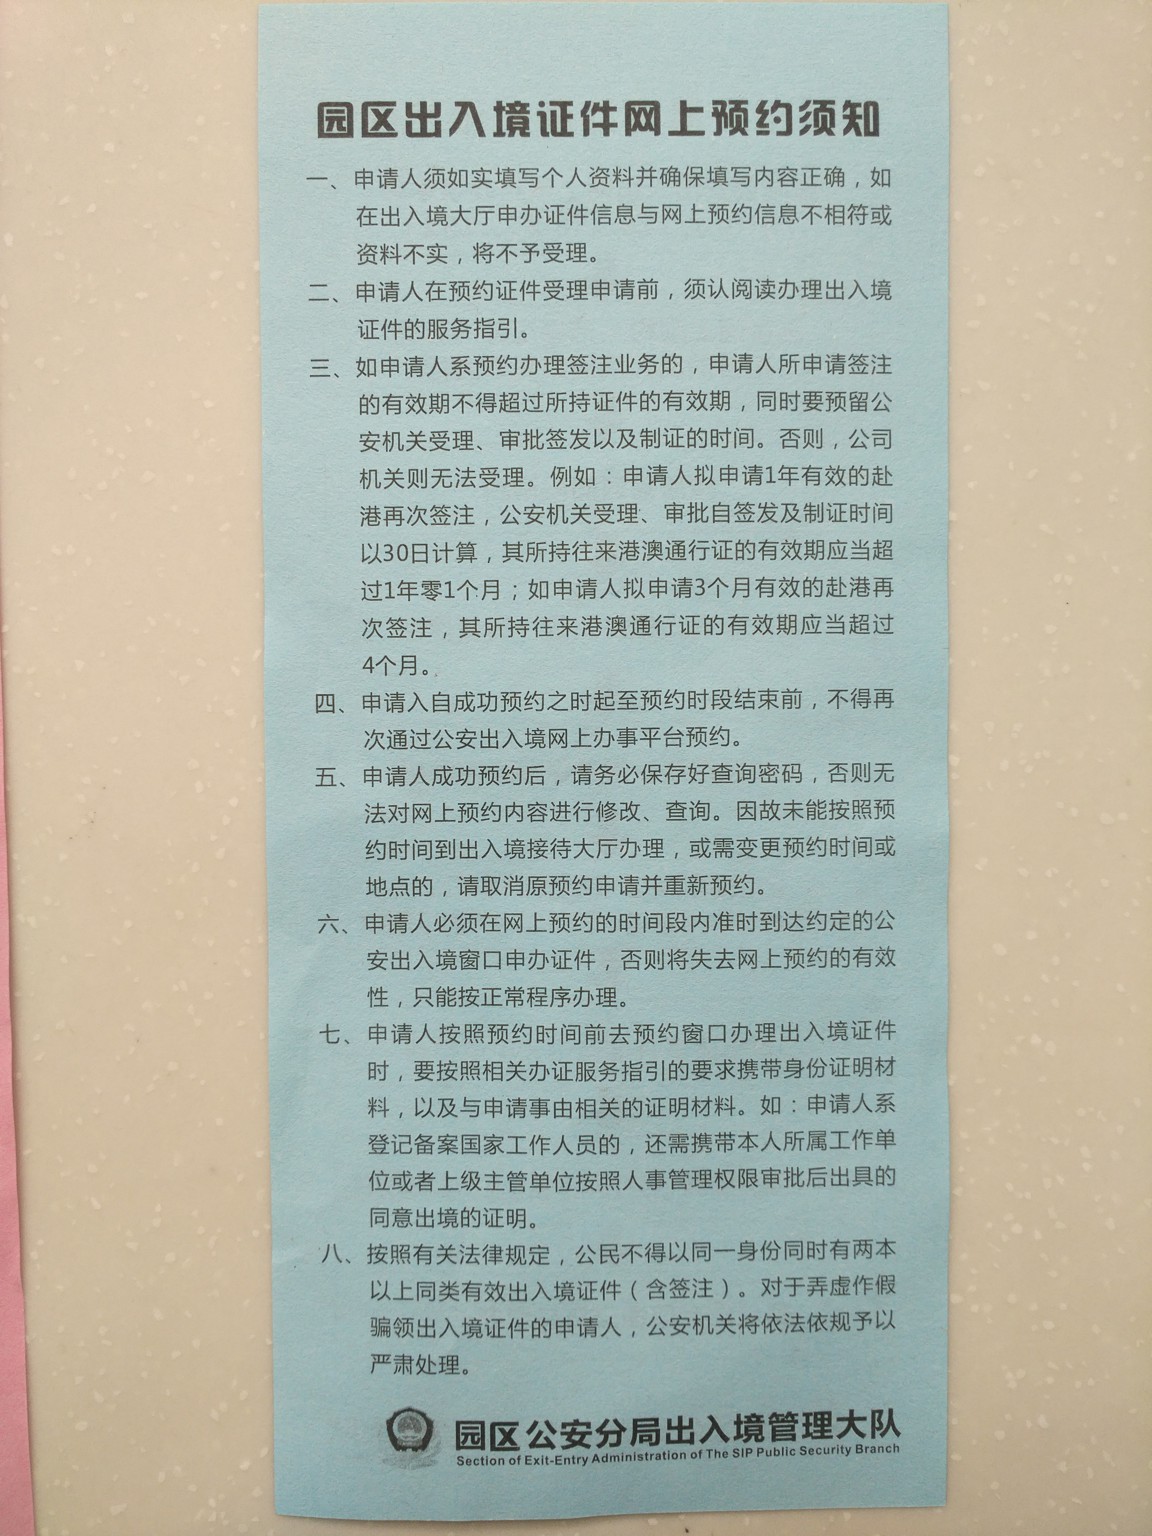 园区出入境证件网上预约须知
一、申请人须如实填写个人资料并确保填写内容正确，如
在出入境大厅申办证件信息与网上预约信息不相符或
资料不实，将不予受理。
二、申请人在预约证件受理申请前，须认阅读办理出入境
证件的服务指引。
三、如申请人系预约办理签注业务的，申请人所申请签注
的有效期不得超过所持证件的有效期，同时要预留公
安机关受理、审批签发以及制证的时间。否则，公司
机关则无法受理。例如：申请人拟申请1年有效的赴
港再次签注，公安机关受理、审批自签发及制证时间
以30日计算，其所持往来港澳通行证的有效期应当超
过1年零1个月；如申请人拟申请3个月有效的赴港再
次签注，其所持往来港澳通行证的有效期应当超过
4个月。
四、申请入自成功预约之时起至预约时段结束前，不得再
次通过公安出入境网上办事平台预约。
五、申请人成功预约后，请务必保存好查询密码，否则无
法对网上预约内容进行修改、查询。因故未能按照预
约时间到出入境接待大厅办理，或需变更预约时间或
地点的，请取消原预约申请并重新预约。
六、申请人必须在网上预约的时间段内准时到达约定的公
安出入境窗口申办证件，否则将失去网上预约的有效
性，只能按正常程序办理。
七、申请人按照预约时间前去预约窗口办理出入境证件
时，要按照相关办证服务指引的要求携带身份证明材
料，以及与申请事由相关的证明材料。如：申请人系
登记备案国家工作人员的，还需携带本人所属工作单
位或者上级主管单位按照人事管理权限审批后出具的
同意出境的证明。
八、按照有关法律规定，公民不得以同一身份同时有两本
以上同类有效出入境证件（含签注）。对于弄虚作假
骗领出入境证件的申请人，公安机关将依法依规予以
严肃处理。
园区公安分局出入境管理大队
Section of Exit-Entry Administration of The SIP Public Security Branch